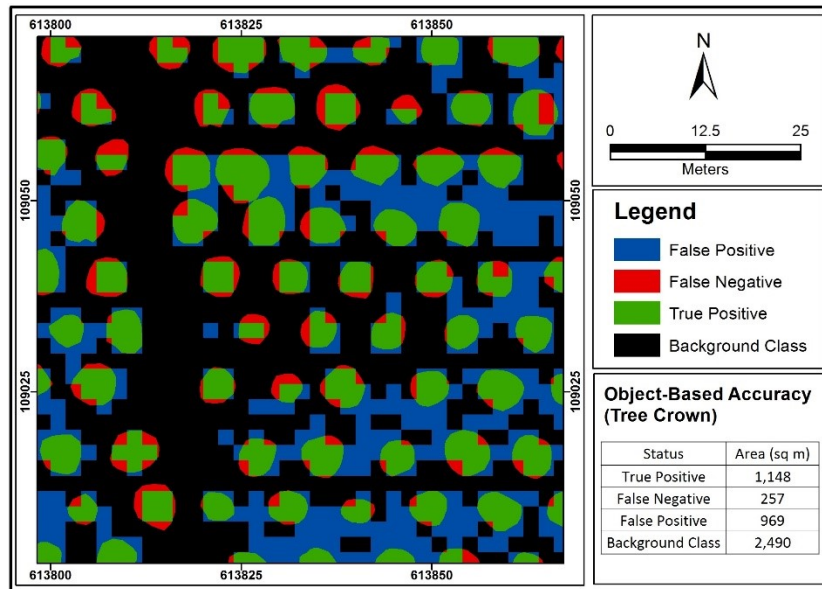 613800 613825 613850
109050
109025
613800 613825 613850
109050
109025
N
0 12.5 25
Meters
Legend
False Positive
False Negative
True Positive
Background Class
Object-Based Accuracy
(Tree Crown)
Status Area (sq m)
True Positive 1,148
False Negative 257
False Positive 969
Background Class 2,490